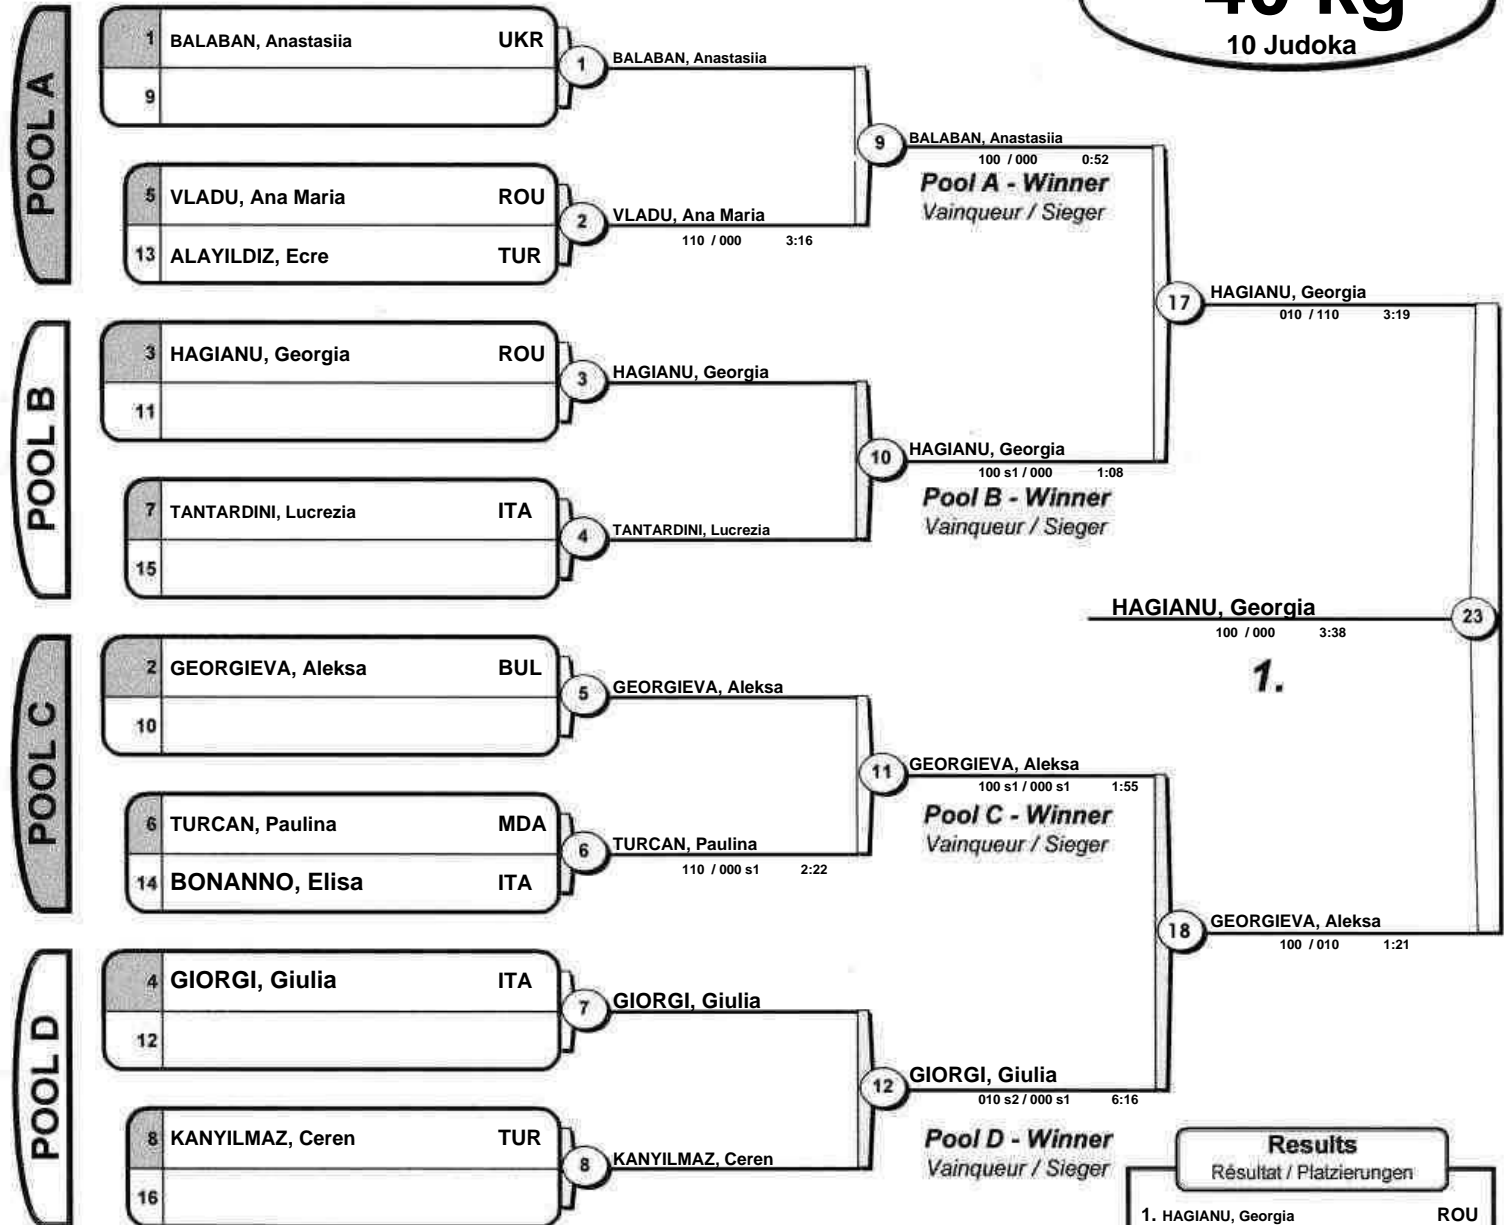 40 kg
10 Judoka
POOL A
1 BALABAN, Anastasiia UKR
9
5 VLADU, Ana Maria ROU
13 ALAYILDIZ, Ecre TUR
1 BALABAN, Anastasiia
2 VLADU, Ana Maria
110 / 000 3:16
9 BALABAN, Anastasiia
100 / 000 0:52
Pool A - Winner
Vainqueur / Sieger
POOL B
3 HAGIANU, Georgia ROU
11
7 TANTARDINI, Lucrezia ITA
15
3 HAGIANU, Georgia
4 TANTARDINI, Lucrezia
10 HAGIANU, Georgia
100 s1 / 000 1:08
Pool B - Winner
Vainqueur / Sieger
17 HAGIANU, Georgia
010 / 110 3:19
POOL C
2 GEORGIEVA, Aleksa BUL
10
6 TURCAN, Paulina MDA
14 BONANNO, Elisa ITA
5 GEORGIEVA, Aleksa
6 TURCAN, Paulina
110 / 000 s1 2:22
11 GEORGIEVA, Aleksa
100 s1 / 000 s1 1:55
Pool C - Winner
Vainqueur / Sieger
POOL D
4 GIORGI, Giulia ITA
12
8 KANYILMAZ, Ceren TUR
16
7 GIORGI, Giulia
8 KANYILMAZ, Ceren
12 GIORGI, Giulia
010 s2 / 000 s1 6:16
Pool D - Winner
Vainqueur / Sieger
18 GEORGIEVA, Aleksa
100 / 010 1:21
HAGIANU, Georgia 23
100 / 000 3:38
1.
Results
Résultat / Platzierungen
1. HAGIANU, Georgia ROU